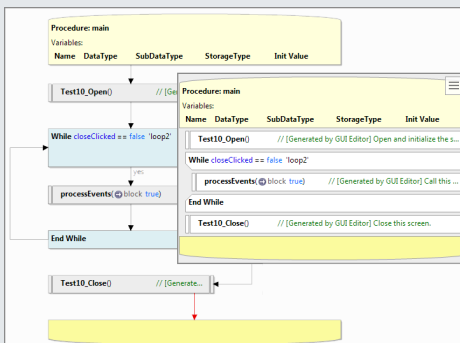 Procedure: main
Variables:
Name DataType SubDataType StorageType Init Value
Test10_Open() // [Ge
While closeClicked == false 'loop2'
yes
processEvents( block true)
End While
Test10_Close() // [Generate...
Procedure: main
Variables:
Name DataType SubDataType StorageType Init Value
Test10_Open() // [Generated by GUI Editor] Open and initialize the s...
While closeClicked == false 'loop2'
processEvents( block true) // [Generated by GUI Editor] Call this ...
End While
Test10_Close() // [Generated by GUI Editor] Close this screen.